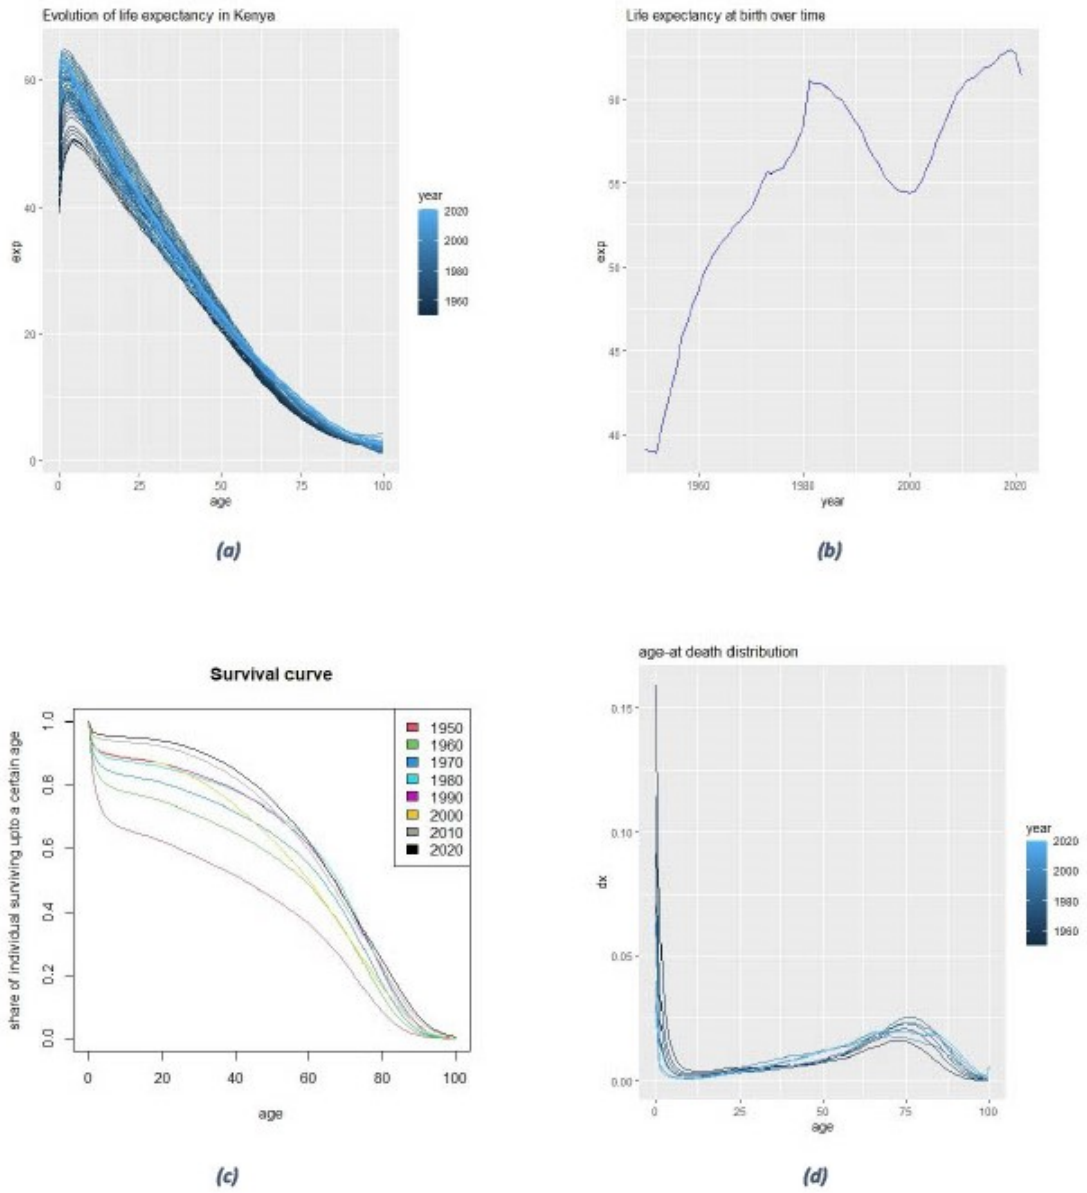 Evolution of life expectancy in Kenya
60
40
20
0
exp
0 25 50 75 100
age
year
2020
2000
1980
1960
(a)
Life expectancy at birth over time
60
55
50
45
40
exp
1960 1980 2000 2020
year
(b)
Survival curve
share of individual surviving upto a certain age
1.0
0.8
0.6
0.4
0.2
0.0
1950
1960
1970
1980
1990
2000
2010
2020
0 20 40 60 80 100
age
(c)
age-at death distribution
0.15
0.10
0.05
0.00
dx
0 25 50 75 100
age
year
2020
2000
1980
1960
(d)